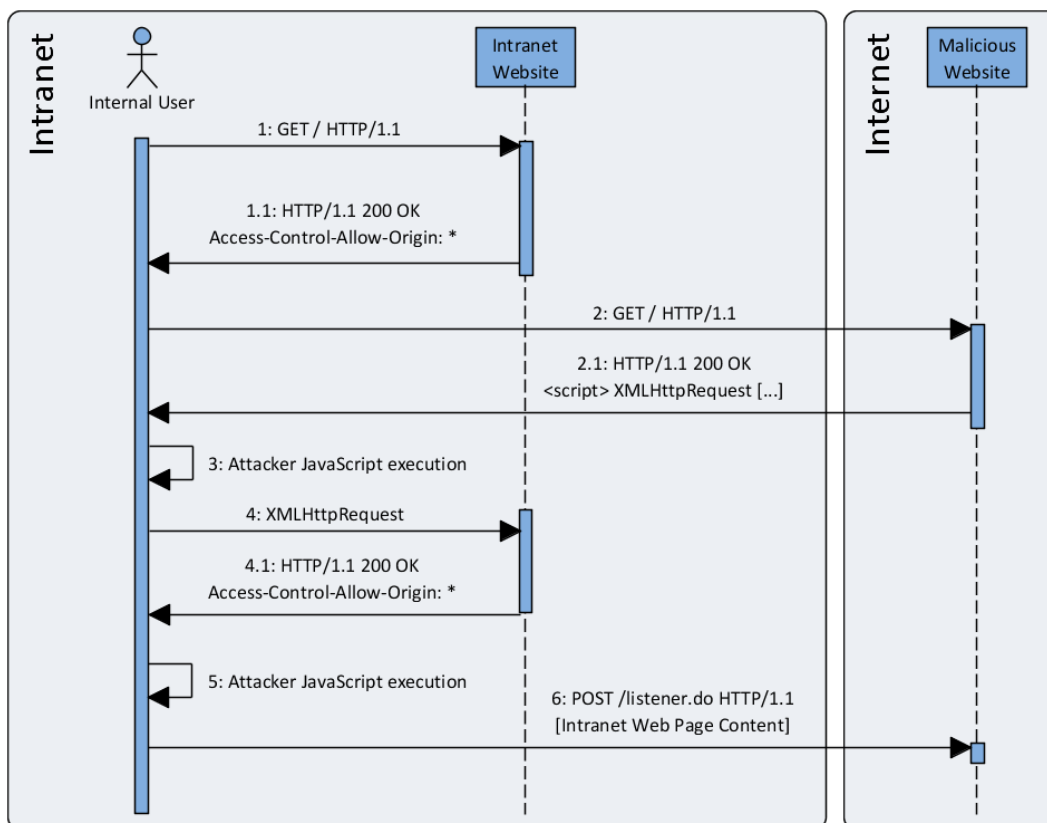 Intranet
Internet
Internal User
Intranet
Website
Malicious
Website
1: GET / HTTP/1.1
1.1: HTTP/1.1 200 OK
Access-Control-Allow-Origin: *
2: GET / HTTP/1.1
2.1: HTTP/1.1 200 OK
<script> XMLHttpRequest [...]
3: Attacker JavaScript execution
4: XMLHttpRequest
4.1: HTTP/1.1 200 OK
Access-Control-Allow-Origin: *
5: Attacker JavaScript execution
6: POST /listener.do HTTP/1.1
[Intranet Web Page Content]